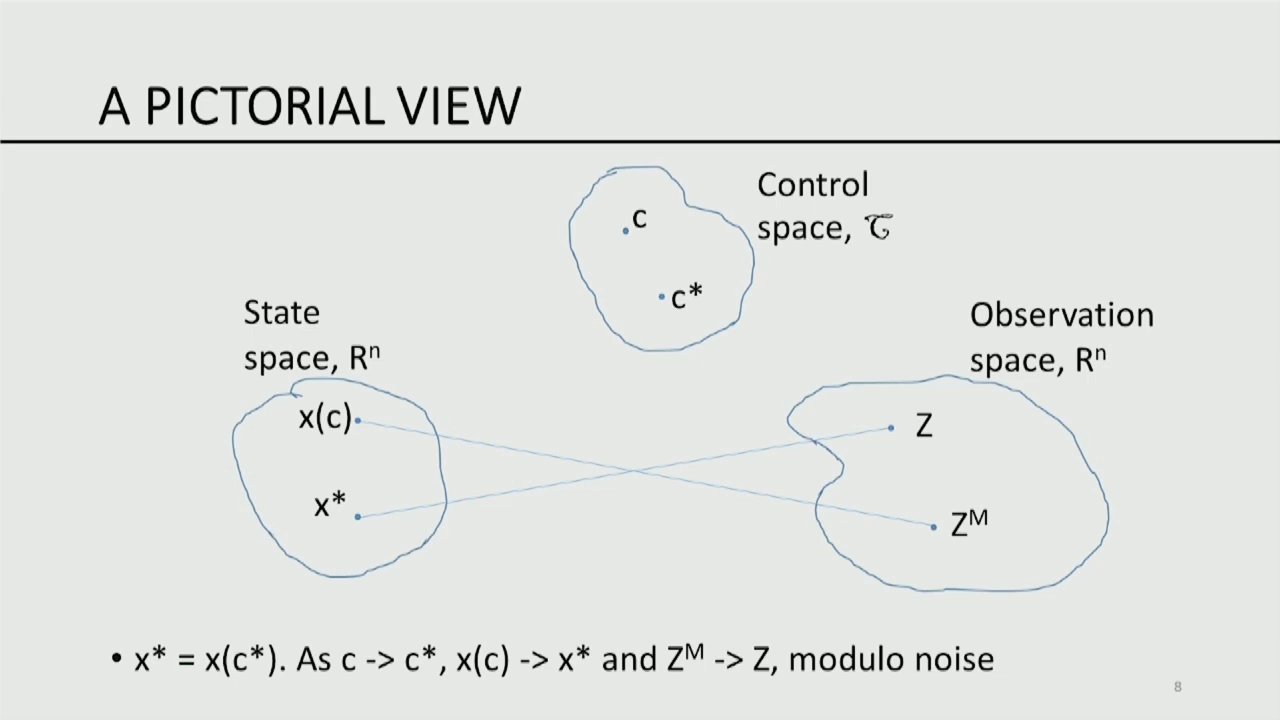 A PICTORIAL VIEW
Control
space, 𝒯
c
c*
State
space, Rⁿ
Observation
space, Rⁿ
x(c)
x*
Z
Zᴹ
• x* = x(c*). As c -> c*, x(c) -> x* and Zᴹ -> Z, modulo noise
8